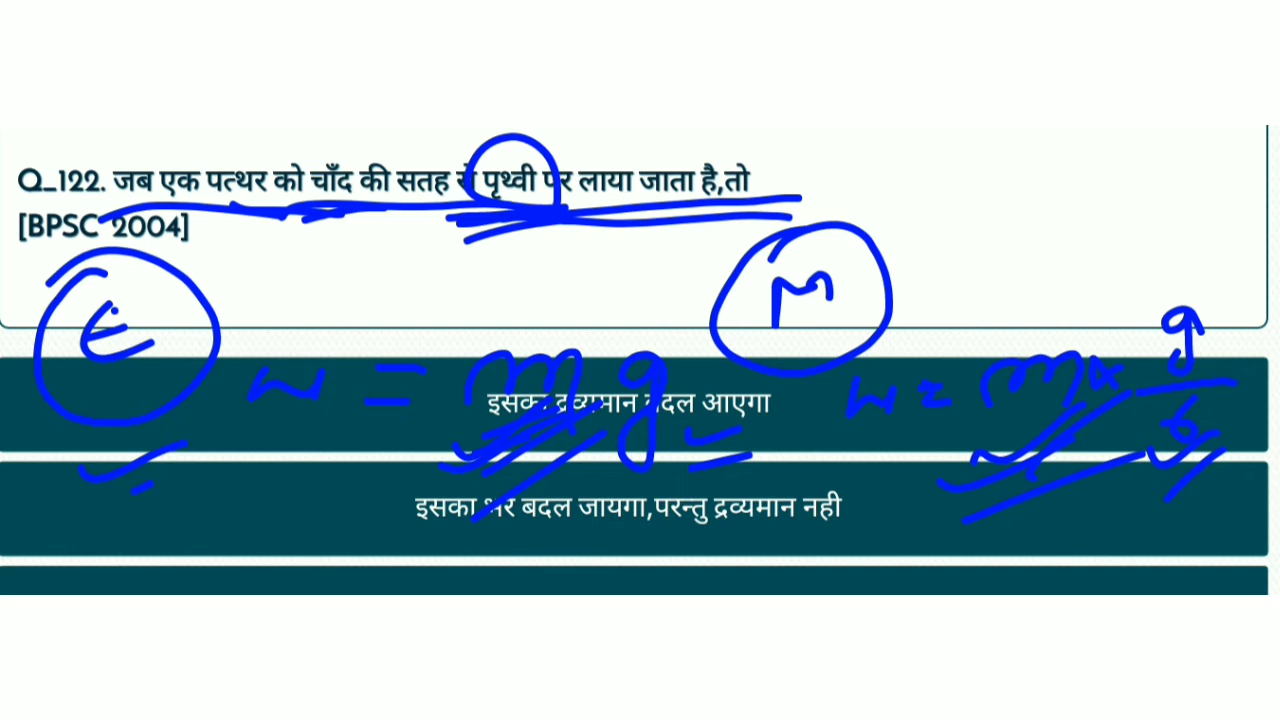 Q_122. जब एक पत्थर को चाँद की सतह से पृथ्वी पर लाया जाता है,तो
[BPSC 2004]
E
M
w = mg
w = m x g/6
इसका द्रव्यमान बदल आएगा
इसका भर बदल जायगा,परन्तु द्रव्यमान नही